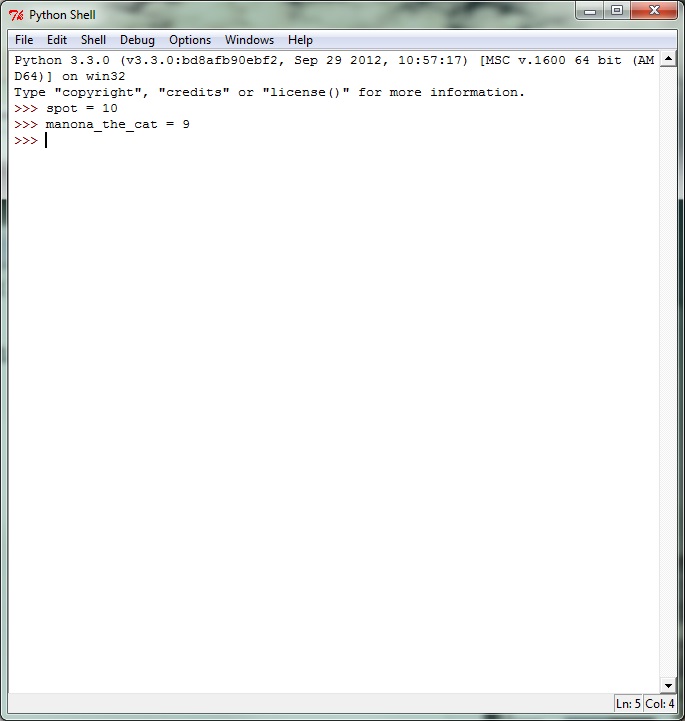 Python Shell
File Edit Shell Debug Options Windows Help
Python 3.3.0 (v3.3.0:bd8afb90ebf2, Sep 29 2012, 10:57:17) [MSC v.1600 64 bit (AM
D64)] on win32
Type "copyright", "credits" or "license()" for more information.
>>> spot = 10
>>> manona_the_cat = 9
>>>
Ln: 5 Col: 4